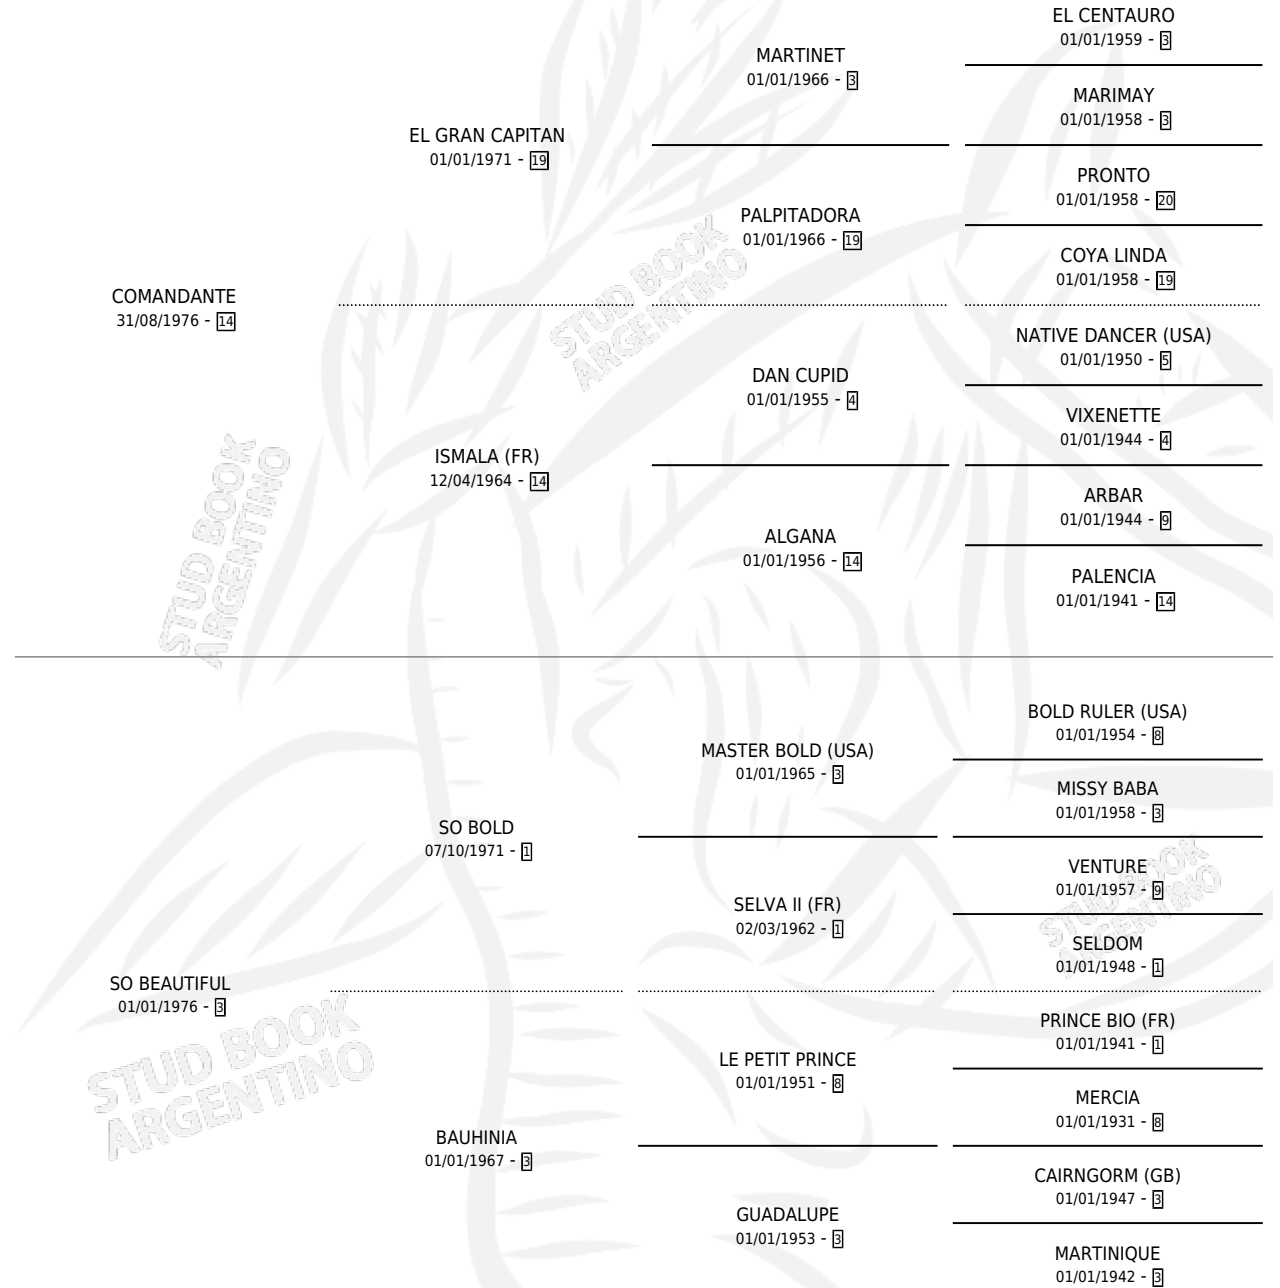 EL CENTAURO
01/01/1959 - 3
MARTINET
01/01/1966 - 3
MARIMAY
01/01/1958 - 3
EL GRAN CAPITAN
01/01/1971 - 19
PRONTO
01/01/1958 - 20
PALPITADORA
01/01/1966 - 19
COYA LINDA
01/01/1958 - 19
COMANDANTE
31/08/1976 - 14
NATIVE DANCER (USA)
01/01/1950 - 5
DAN CUPID
01/01/1955 - 4
VIXENETTE
01/01/1944 - 4
ISMALA (FR)
12/04/1964 - 14
ARBAR
01/01/1944 - 9
ALGANA
01/01/1956 - 14
PALENCIA
01/01/1941 - 14
STUD BOOK
ARGENTINO
STUD BOOK
ARGENTINO
BOLD RULER (USA)
01/01/1954 - 8
MASTER BOLD (USA)
01/01/1965 - 3
MISSY BABA
01/01/1958 - 3
SO BOLD
07/10/1971 - 1
VENTURE
01/01/1957 - 9
SELVA II (FR)
02/03/1962 - 1
SELDOM
01/01/1948 - 1
STUD BOOK
ARGENTINO
SO BEAUTIFUL
01/01/1976 - 3
PRINCE BIO (FR)
01/01/1941 - 1
LE PETIT PRINCE
01/01/1951 - 8
MERCIA
01/01/1931 - 8
BAUHINIA
01/01/1967 - 3
CAIRNGORM (GB)
01/01/1947 - 3
GUADALUPE
01/01/1953 - 3
MARTINIQUE
01/01/1942 - 3
STUD BOOK
ARGENTINO